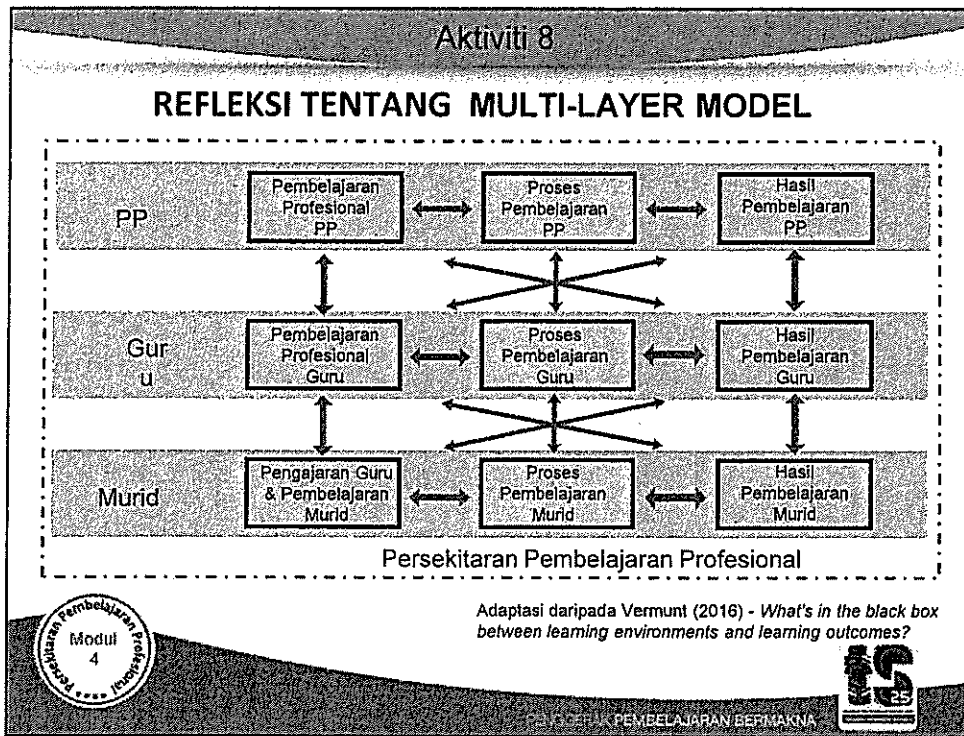 Aktiviti 8
REFLEKSI TENTANG MULTI-LAYER MODEL
PP
Pembelajaran
Profesional
PP
Proses
Pembelajaran
PP
Hasil
Pembelajaran
PP
Gur
u
Pembelajaran
Profesional
Guru
Proses
Pembelajaran
Guru
Hasil
Pembelajaran
Guru
Murid
Pengajaran Guru
& Pembelajaran
Murid
Proses
Pembelajaran
Murid
Hasil
Pembelajaran
Murid
Persekitaran Pembelajaran Profesional
Adaptasi daripada Vermunt (2016) - What's in the black box
between learning environments and learning outcomes?
Persekitaran Pembelajaran Profesional
Modul
4
25
PENGGERAK PEMBELAJARAN BERMAKNA